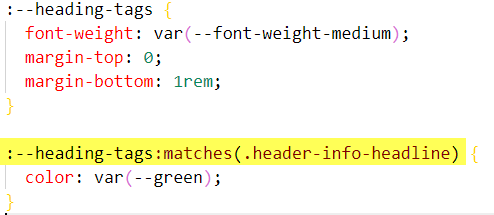 :--heading-tags {
font-weight: var(--font-weight-medium);
margin-top: 0;
margin-bottom: 1rem;
}
:--heading-tags:matches(.header-info-headline) {
color: var(--green);
}